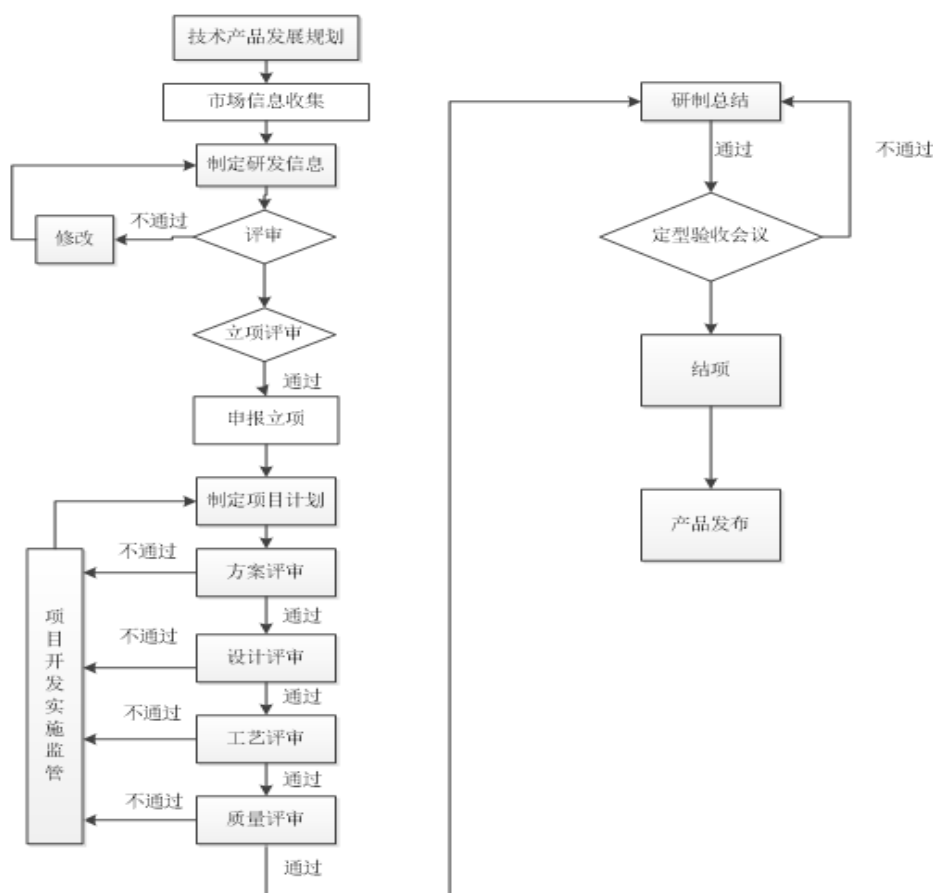 技术产品发展规划
市场信息收集
制定研发信息
不通过
修改
评审
立项评审
通过
申报立项
制定项目计划
不通过
方案评审
通过
不通过
设计评审
通过
不通过
工艺评审
通过
不通过
质量评审
通过
项目开发实施监管
研制总结
通过
不通过
定型验收会议
结项
产品发布